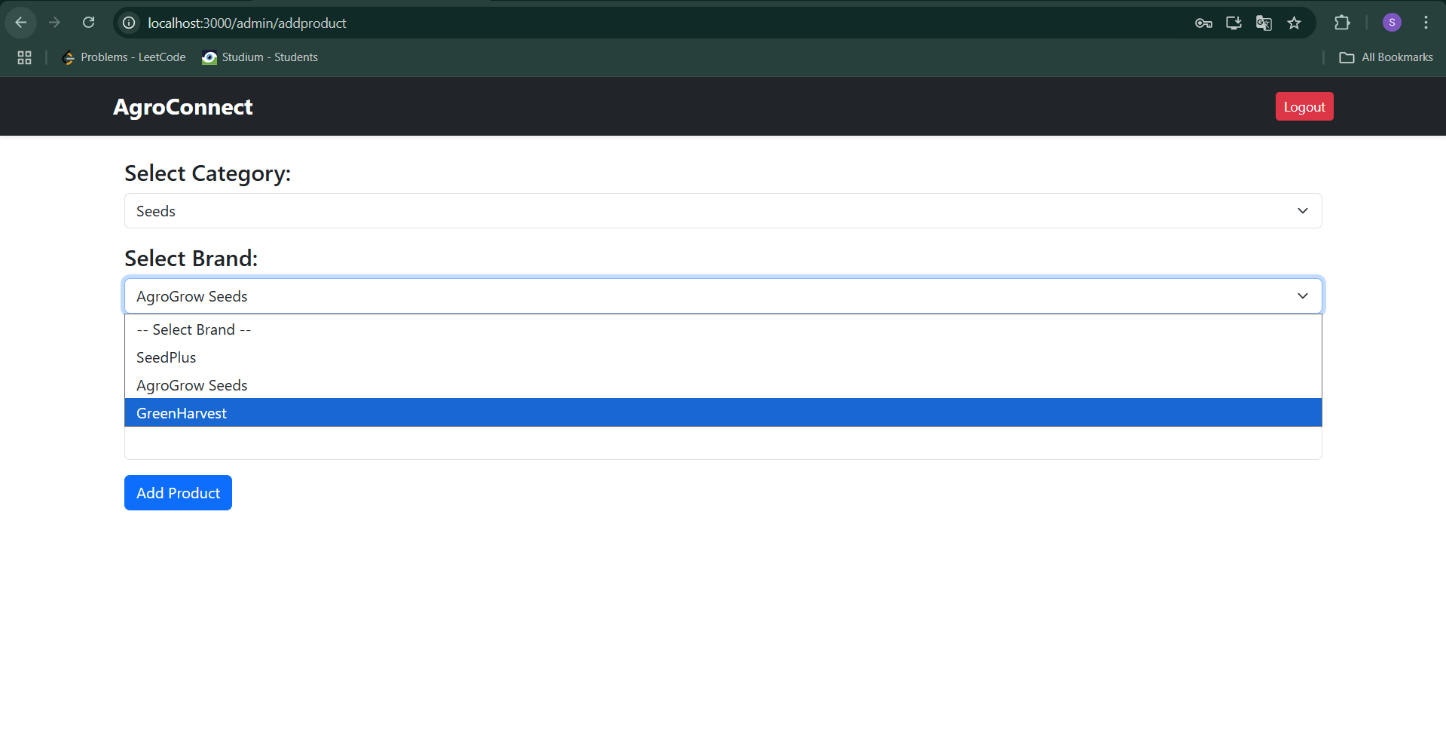 localhost:3000/admin/addproduct
S
Problems - LeetCode
Studium - Students
All Bookmarks
AgroConnect
Logout
Select Category:
Seeds
Select Brand:
AgroGrow Seeds
-- Select Brand --
SeedPlus
AgroGrow Seeds
GreenHarvest
Add Product